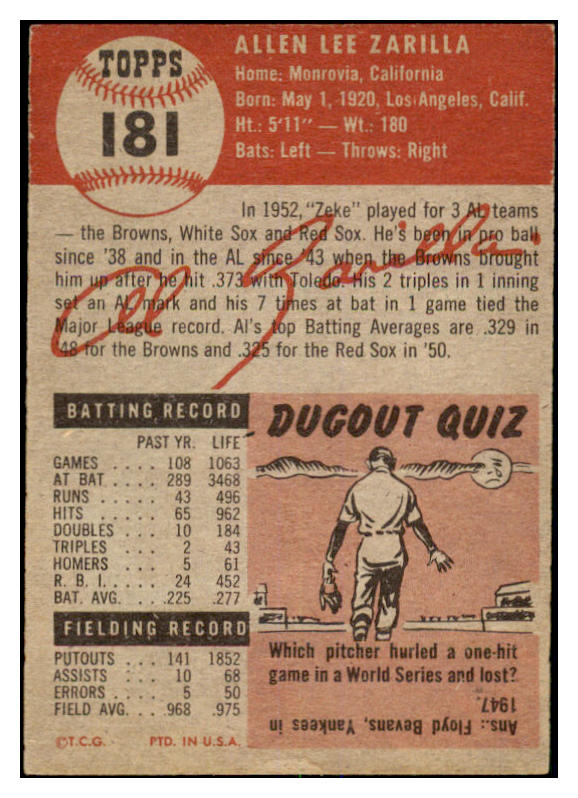 TOPPS
181
ALLEN LEE ZARILLA
Home: Monrovia, California
Born: May 1, 1920, Los Angeles, Calif.
Ht.: 5'11" — Wt.: 180
Bats: Left — Throws: Right
In 1952, "Zeke" played for 3 AL teams
— the Browns, White Sox and Red Sox. He's been in pro ball
since '38 and in the AL since '43 when the Browns brought
him up after he hit .373 with Toledo. His 2 triples in 1 inning
set an AL mark and his 7 times at bat in 1 game tied the
Major League record. Al's top Batting Averages are .329 in
'48 for the Browns and .325 for the Red Sox in '50.
Al Zarilla
BATTING RECORD
PAST YR. LIFE
GAMES .... 108 1063
AT BAT .... 289 3468
RUNS .... 43 496
HITS .... 65 962
DOUBLES .. 10 184
TRIPLES ... 2 43
HOMERS ... 5 61
R. B. I. .... 24 452
BAT. AVG. ... .225 .277
FIELDING RECORD
PUTOUTS ... 141 1852
ASSISTS ... 10 68
ERRORS .... 5 50
FIELD AVG. ... .968 .975
©T.C.G. PTD. IN U.S.A.
DUGOUT QUIZ
Which pitcher hurled a one-hit
game in a World Series and lost?
Ans.: Floyd Bevans, Yankees, in
1947.